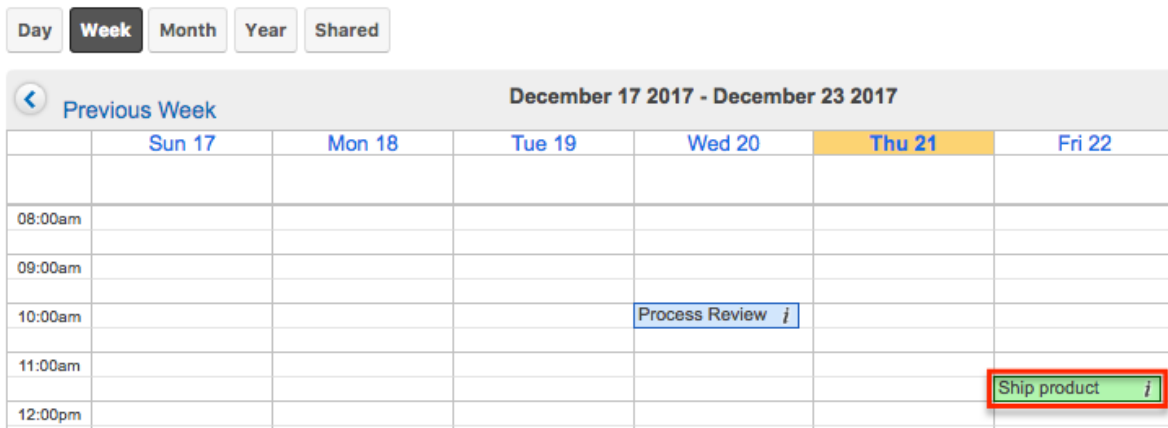 Day Week Month Year Shared
Previous Week December 17 2017 - December 23 2017
Sun 17 Mon 18 Tue 19 Wed 20 Thu 21 Fri 22
08:00am
09:00am
10:00am Process Review i
11:00am
Ship product i
12:00pm